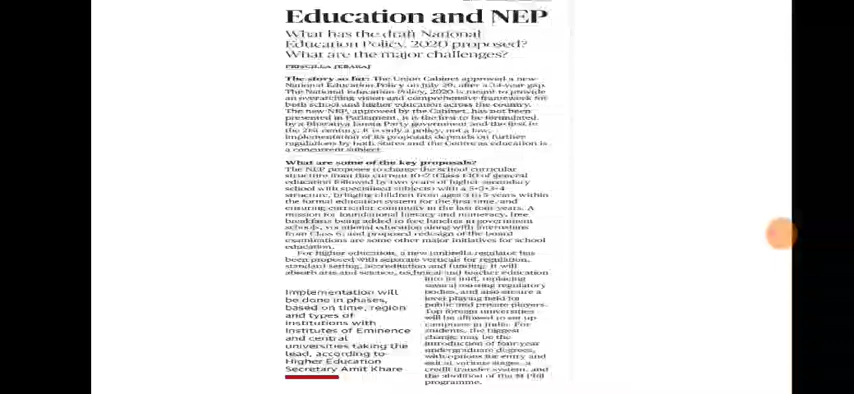 Education and NEP
What has the draft National
Education Policy, 2020 proposed?
What are the major challenges?
PRISCILLA JEBARAJ
The story so far: The Union Cabinet approved a new
National Education Policy on July 29, after a 34-year gap.
The National Education Policy, 2020 is meant to provide
an overarching vision and comprehensive framework for
both school and higher education across the country.
The new NEP, approved by the Cabinet, has not been
presented in Parliament. It is the first to be formulated
by a Bharatiya Janata Party government and the first in
the 21st century. It is only a policy, not a law;
implementation of its proposals depends on further
regulations by both States and the Centre as education is
a concurrent subject.
What are some of the key proposals?
The NEP proposes to change the school curricular
structure from the current 10+2 (Class 1-10 of general
education followed by two years of higher secondary
school with specialised subjects) with a 5+3+3+4
structure, bringing children from ages 3 to 5 years within
the formal education system for the first time, and
ensuring curricular continuity in the last four years. A
mission for foundational literacy and numeracy, free
breakfasts being added to free lunches in government
schools, vocational education along with internships
from Class 6, and proposed redesign of the board
examinations are some other major initiatives for school
education.
For higher education, a new umbrella regulator has
been proposed with separate verticals for regulation,
standard setting, accreditation and funding. It will
absorb arts and science, technical and teacher education
into its fold, replacing
several existing regulatory
bodies, and also ensure a
level playing field for
public and private players.
Top foreign universities
will be allowed to set up
campuses in India. For
students, the biggest
change may be the
introduction of four-year
undergraduate degrees,
with options for entry and
exit at various stages, a
credit transfer system, and
the abolition of the M Phil
programme.
Implementation will
be done in phases,
based on time, region
and types of
institutions with
Institutes of Eminence
and central
universities taking the
lead, according to
Higher Education
Secretary Amit Khare